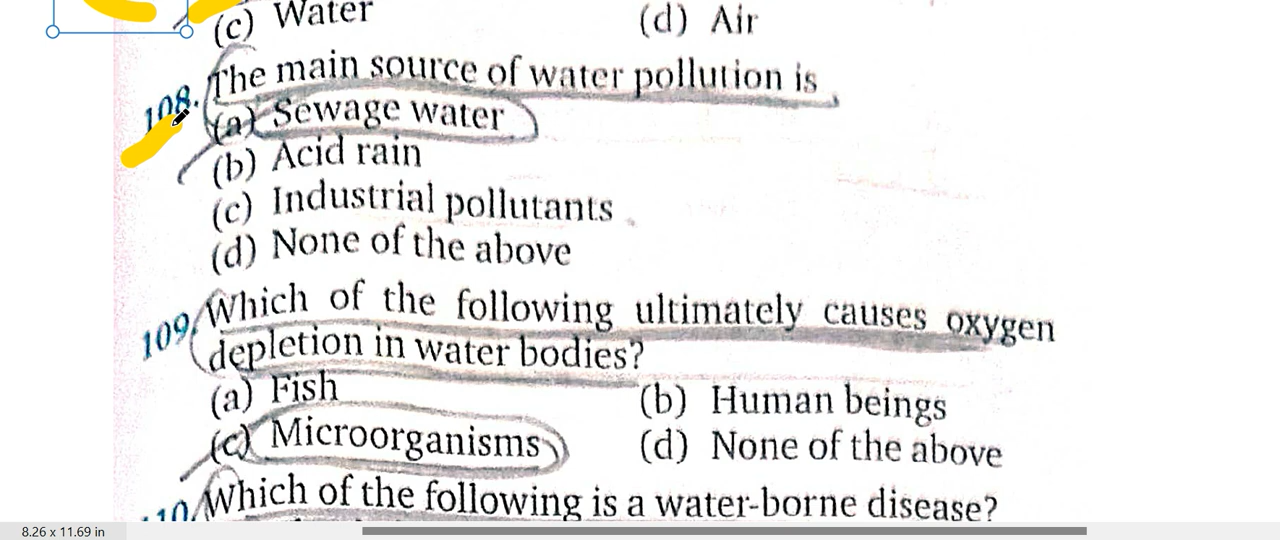 (c) Water (d) Air
108. The main source of water pollution is
(a) Sewage water
(b) Acid rain
(c) Industrial pollutants
(d) None of the above
109. Which of the following ultimately causes oxygen
depletion in water bodies?
(a) Fish (b) Human beings
(c) Microorganisms (d) None of the above
10. Which of the following is a water-borne disease?
8.26 x 11.69 in